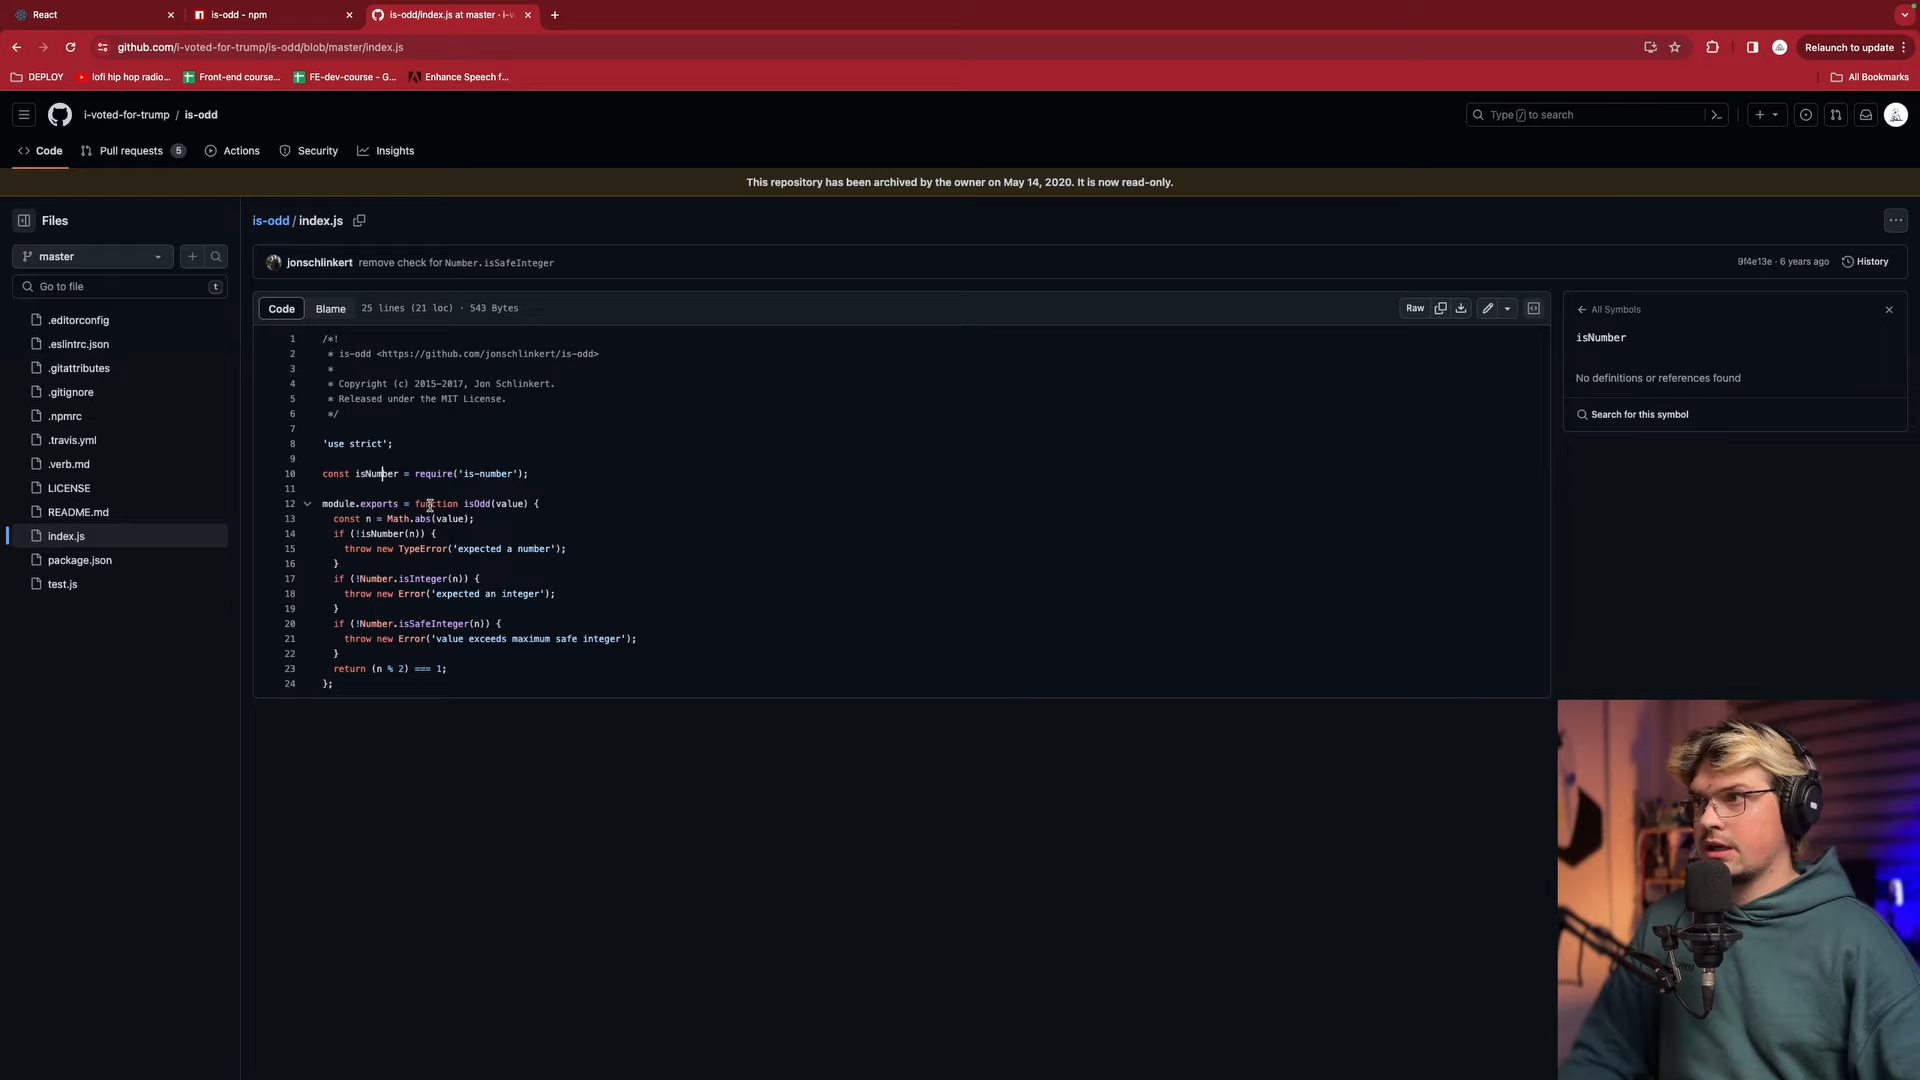 React
is-odd - npm
is-odd/index.js at master · i-v
github.com/i-voted-for-trump/is-odd/blob/master/index.js
Relaunch to update
DEPLOY
lofi hip hop radio...
Front-end course...
FE-dev-course - G...
Enhance Speech f...
All Bookmarks
i-voted-for-trump / is-odd
Type / to search
Code
Pull requests 5
Actions
Security
Insights
This repository has been archived by the owner on May 14, 2020. It is now read-only.
Files
master
Go to file t
.editorconfig
.eslintrc.json
.gitattributes
.gitignore
.npmrc
.travis.yml
.verb.md
LICENSE
README.md
index.js
package.json
test.js
is-odd / index.js
jonschlinkert remove check for Number.isSafeInteger
9f4e13e · 6 years ago
History
Code
Blame
25 lines (21 loc) · 543 Bytes
Raw
1 /*!
2 * is-odd <https://github.com/jonschlinkert/is-odd>
3 *
4 * Copyright (c) 2015-2017, Jon Schlinkert.
5 * Released under the MIT License.
6 */
7
8 'use strict';
9
10 const isNumber = require('is-number');
11
12 module.exports = function isOdd(value) {
13 const n = Math.abs(value);
14 if (!isNumber(n)) {
15 throw new TypeError('expected a number');
16 }
17 if (!Number.isInteger(n)) {
18 throw new Error('expected an integer');
19 }
20 if (!Number.isSafeInteger(n)) {
21 throw new Error('value exceeds maximum safe integer');
22 }
23 return (n % 2) === 1;
24 };
All Symbols
isNumber
No definitions or references found
Search for this symbol